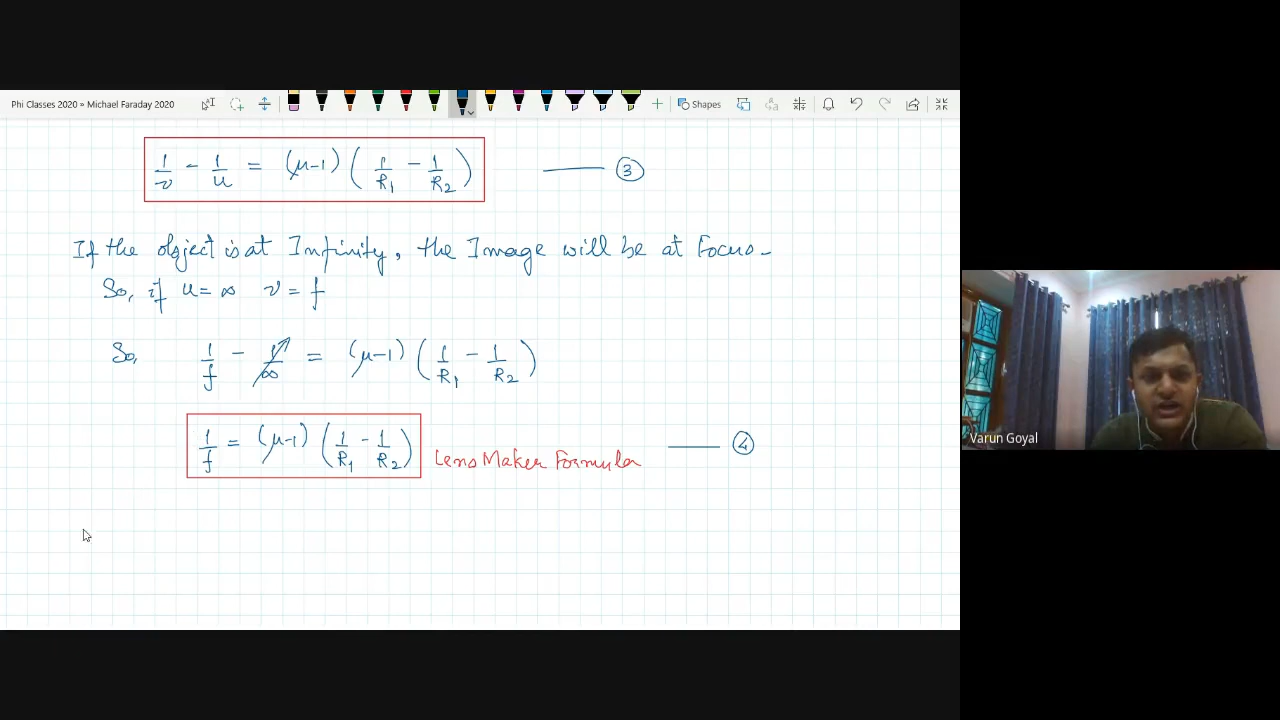 Phi Classes 2020 » Michael Faraday 2020
Shapes
1/v - 1/u = (μ-1) ( 1/R₁ - 1/R₂ ) —— ③
If the object is at Infinity, the Image will be at Focus-
So, if u = ∞ v = f
So, 1/f - 1/∞ = (μ-1) ( 1/R₁ - 1/R₂ )
1/f = (μ-1) ( 1/R₁ - 1/R₂ ) Lens Maker Formula —— ④
Varun Goyal